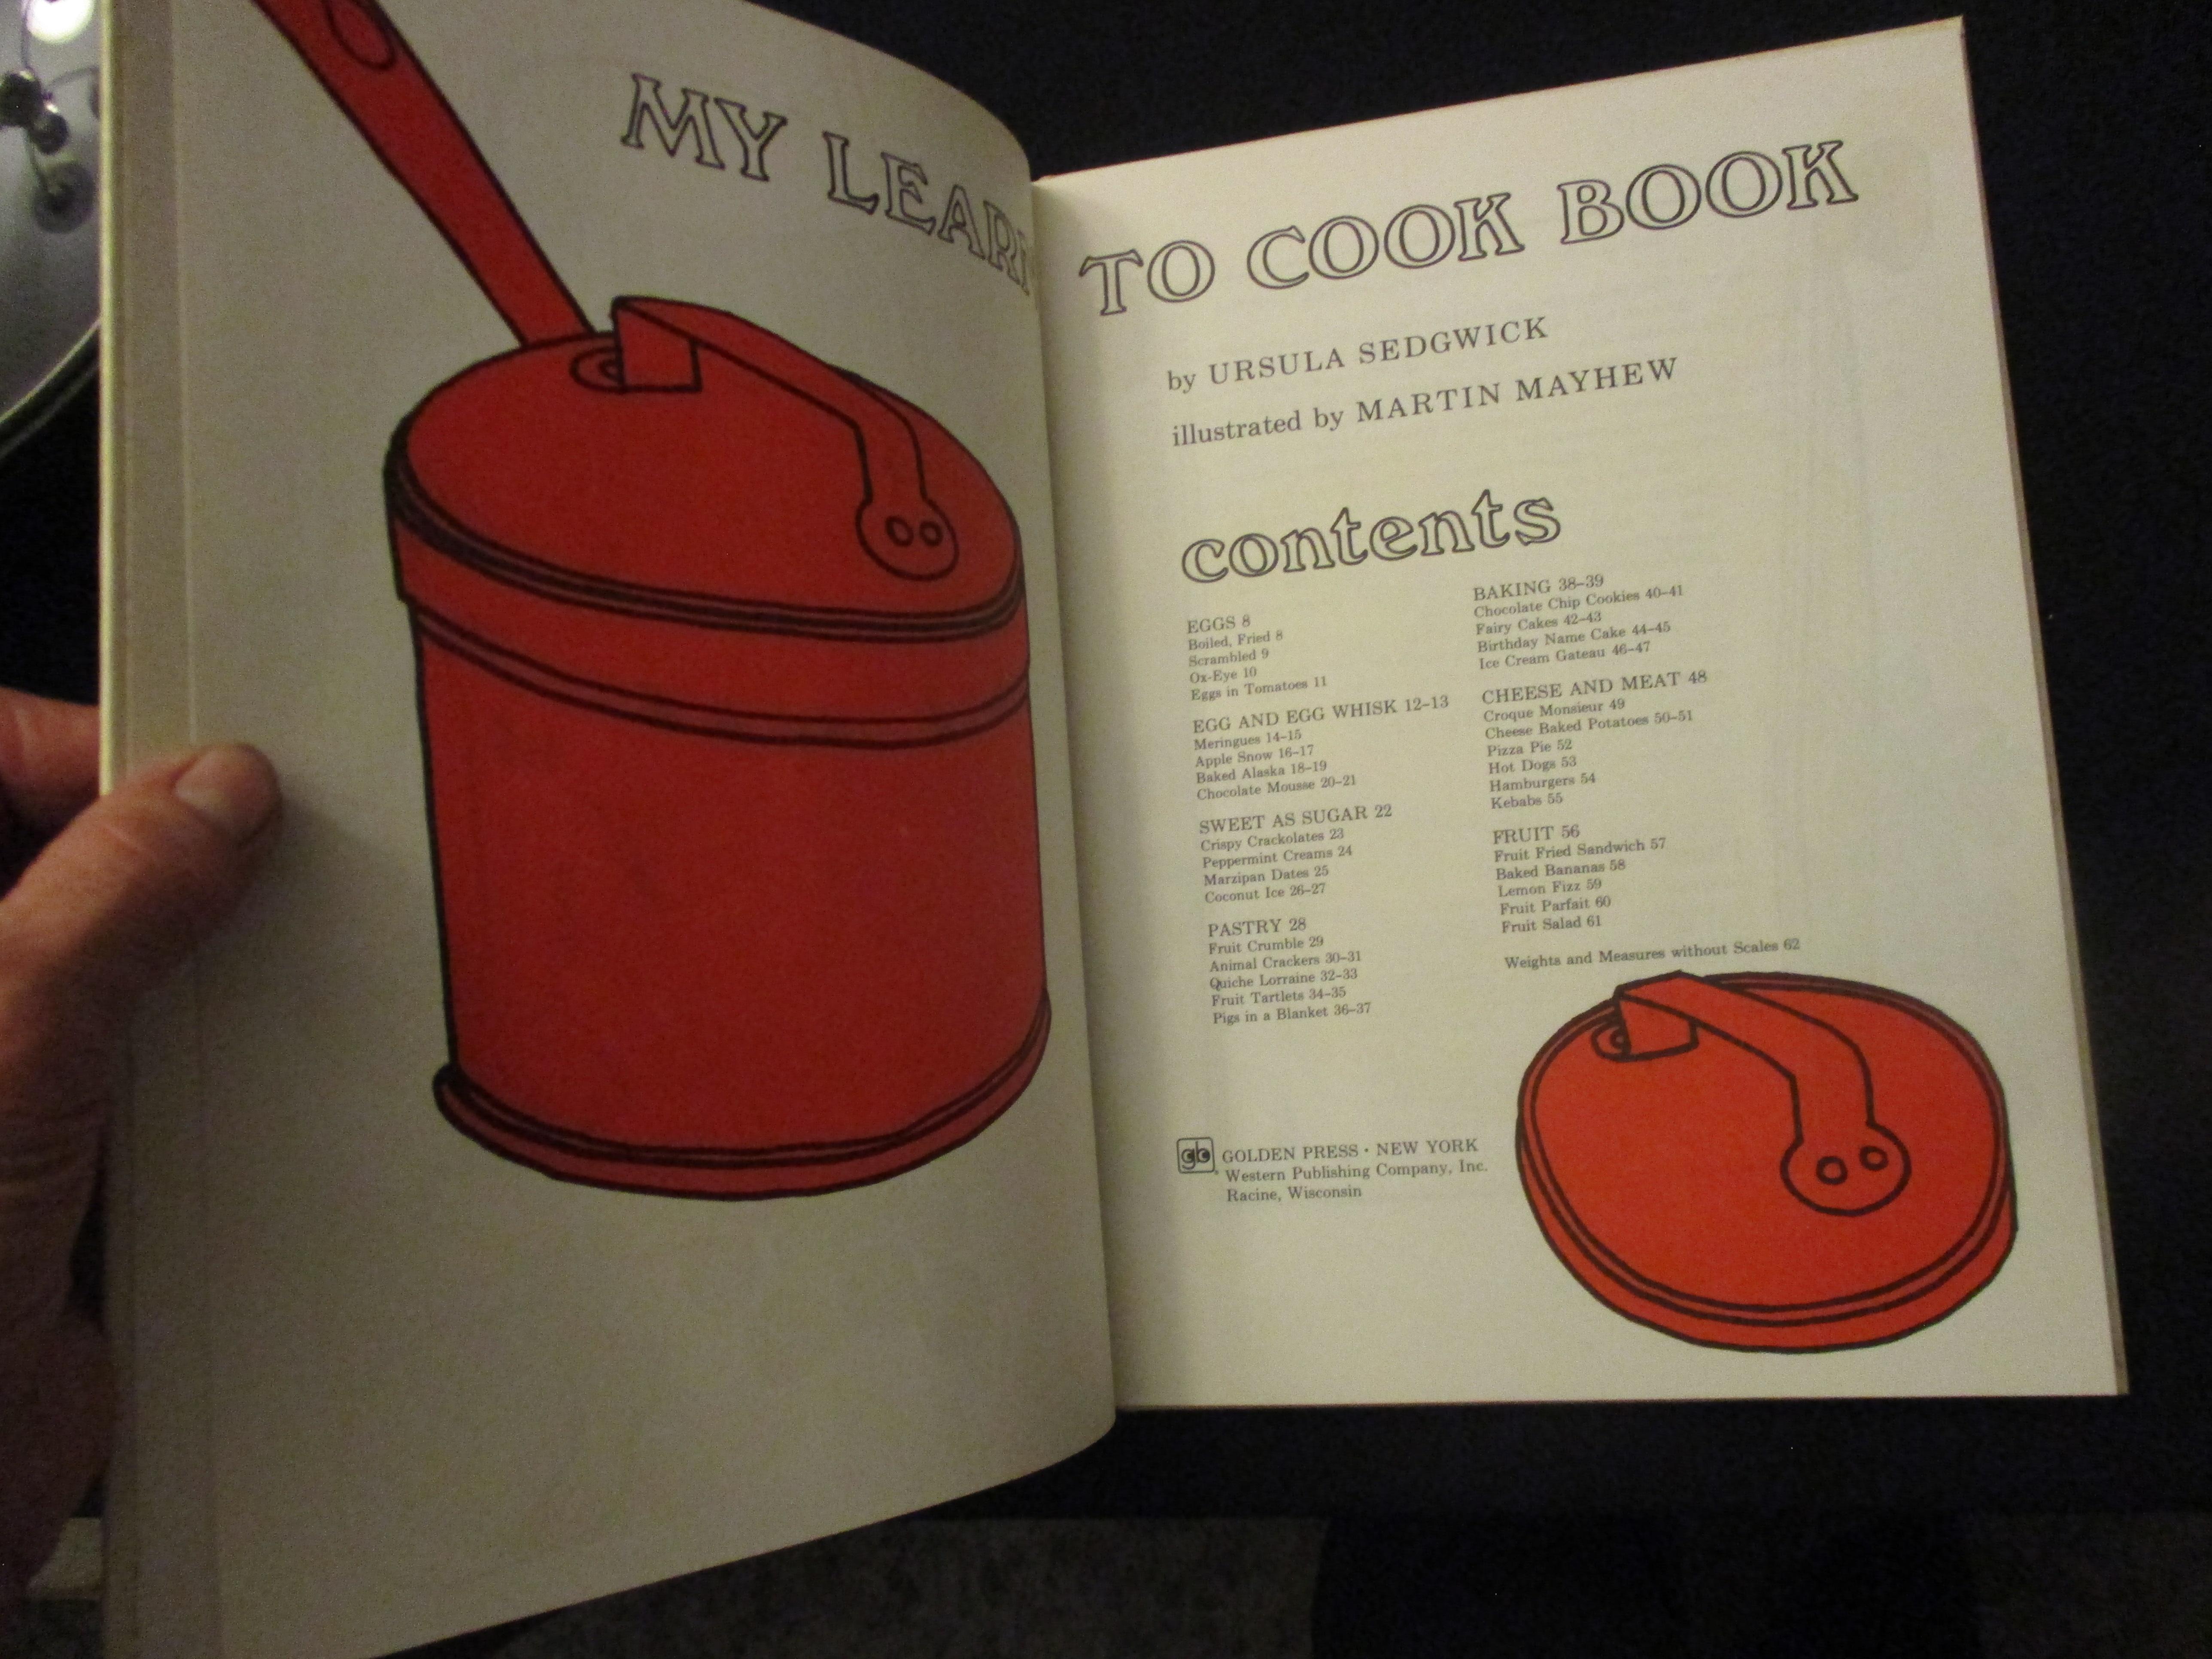 MY LEARN
TO COOK BOOK
by URSULA SEDGWICK
illustrated by MARTIN MAYHEW
contents
EGGS 8
Boiled, Fried 8
Scrambled 9
Ox-Eye 10
Eggs in Tomatoes 11
EGG AND EGG WHISK 12–13
Meringues 14–15
Apple Snow 16–17
Baked Alaska 18–19
Chocolate Mousse 20–21
SWEET AS SUGAR 22
Crispy Crackolates 23
Peppermint Creams 24
Marzipan Dates 25
Coconut Ice 26–27
PASTRY 28
Fruit Crumble 29
Animal Crackers 30–31
Quiche Lorraine 32–33
Fruit Tartlets 34–35
Pigs in a Blanket 36–37
BAKING 38–39
Chocolate Chip Cookies 40–41
Fairy Cakes 42–43
Birthday Name Cake 44–45
Ice Cream Gateau 46–47
CHEESE AND MEAT 48
Croque Monsieur 49
Cheese Baked Potatoes 50–51
Pizza Pie 52
Hot Dogs 53
Hamburgers 54
Kebabs 55
FRUIT 56
Fruit Fried Sandwich 57
Baked Bananas 58
Lemon Fizz 59
Fruit Parfait 60
Fruit Salad 61
Weights and Measures without Scales 62
gb GOLDEN PRESS • NEW YORK
Western Publishing Company, Inc.
Racine, Wisconsin